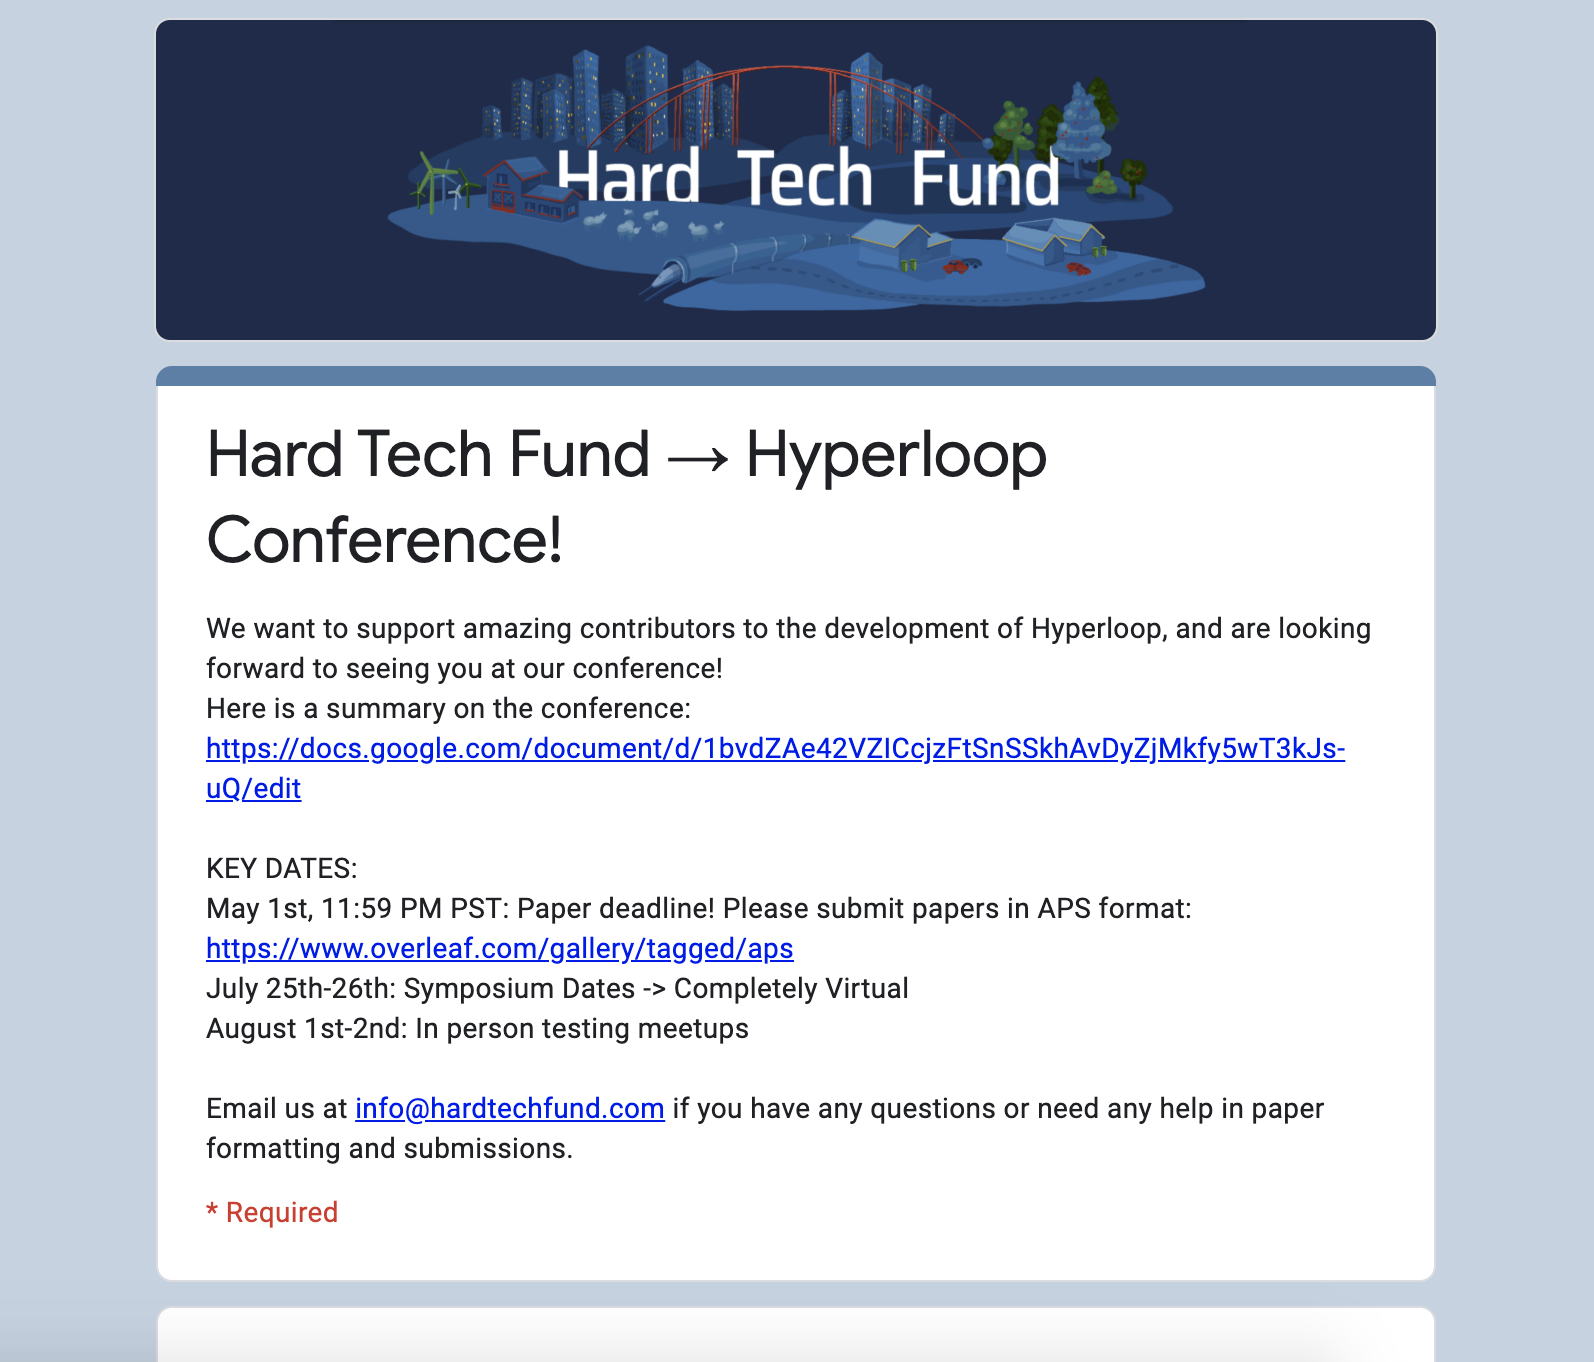 Hard Tech Fund
Hard Tech Fund → Hyperloop
Conference!
We want to support amazing contributors to the development of Hyperloop, and are looking
forward to seeing you at our conference!
Here is a summary on the conference:
https://docs.google.com/document/d/1bvdZAe42VZICcjzFtSnSSkhAvDyZjMkfy5wT3kJs-
uQ/edit
KEY DATES:
May 1st, 11:59 PM PST: Paper deadline! Please submit papers in APS format:
https://www.overleaf.com/gallery/tagged/aps
July 25th-26th: Symposium Dates -> Completely Virtual
August 1st-2nd: In person testing meetups
Email us at info@hardtechfund.com if you have any questions or need any help in paper
formatting and submissions.
* Required